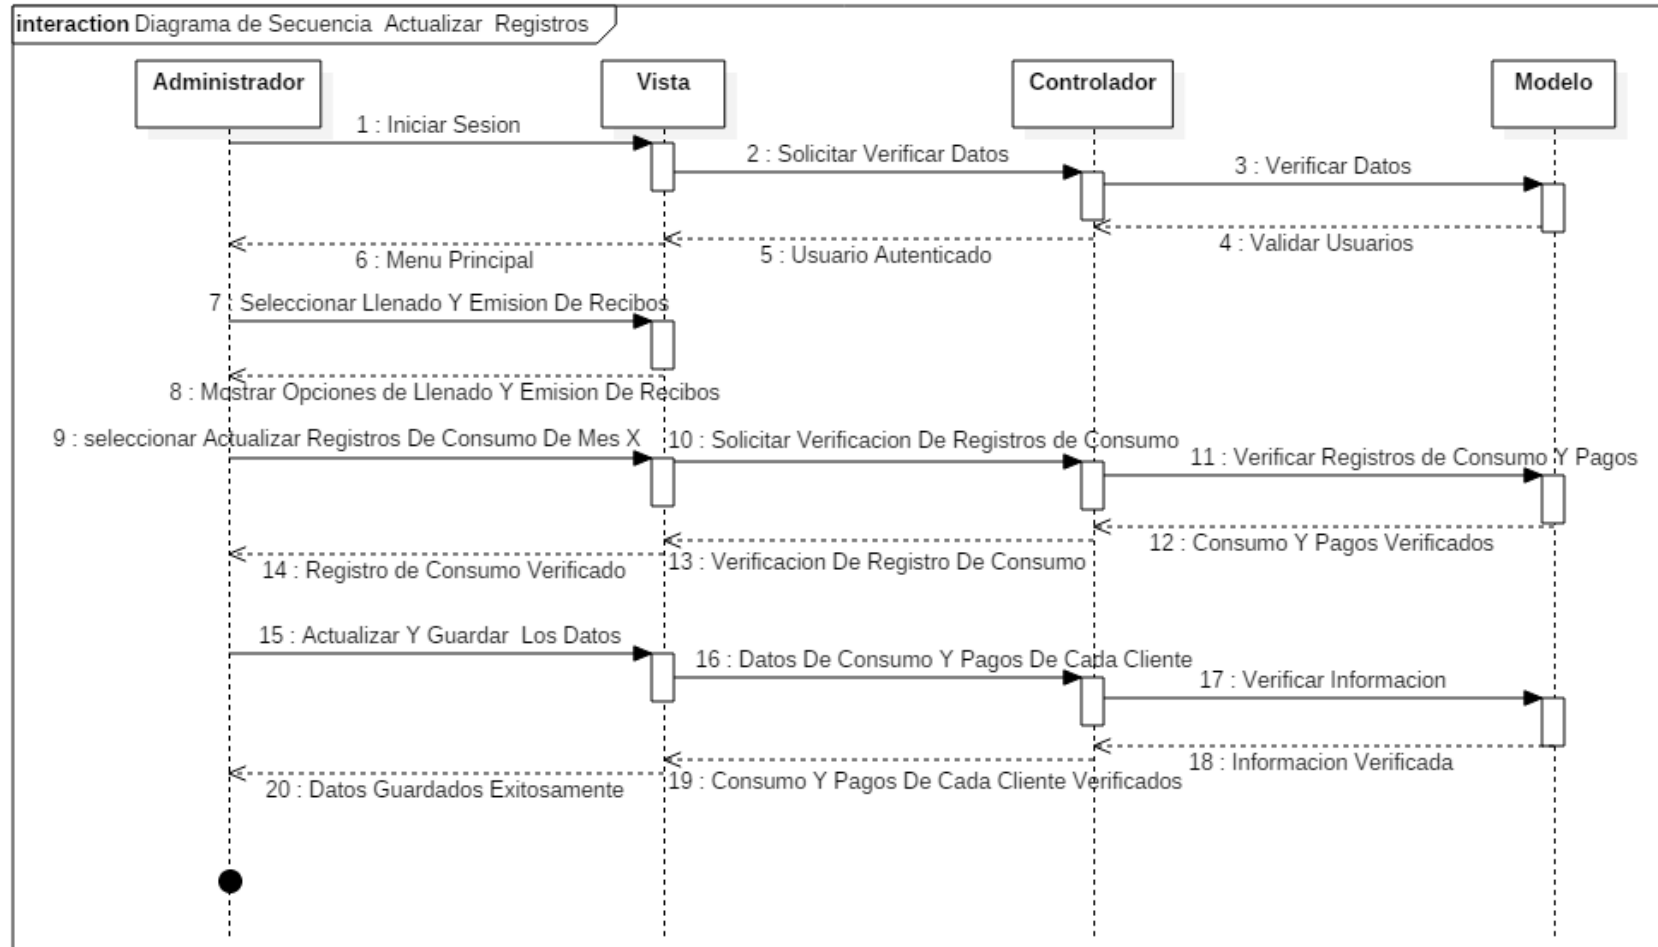 interaction Diagrama de Secuencia Actualizar Registros
Administrador
Vista
Controlador
Modelo
1 : Iniciar Sesion
2 : Solicitar Verificar Datos
3 : Verificar Datos
4 : Validar Usuarios
5 : Usuario Autenticado
6 : Menu Principal
7 : Seleccionar Llenado Y Emision De Recibos
8 : Mostrar Opciones de Llenado Y Emision De Recibos
9 : seleccionar Actualizar Registros De Consumo De Mes X
10 : Solicitar Verificacion De Registros de Consumo
11 : Verificar Registros de Consumo Y Pagos
12 : Consumo Y Pagos Verificados
13 : Verificacion De Registro De Consumo
14 : Registro de Consumo Verificado
15 : Actualizar Y Guardar Los Datos
16 : Datos De Consumo Y Pagos De Cada Cliente
17 : Verificar Informacion
18 : Informacion Verificada
19 : Consumo Y Pagos De Cada Cliente Verificados
20 : Datos Guardados Exitosamente